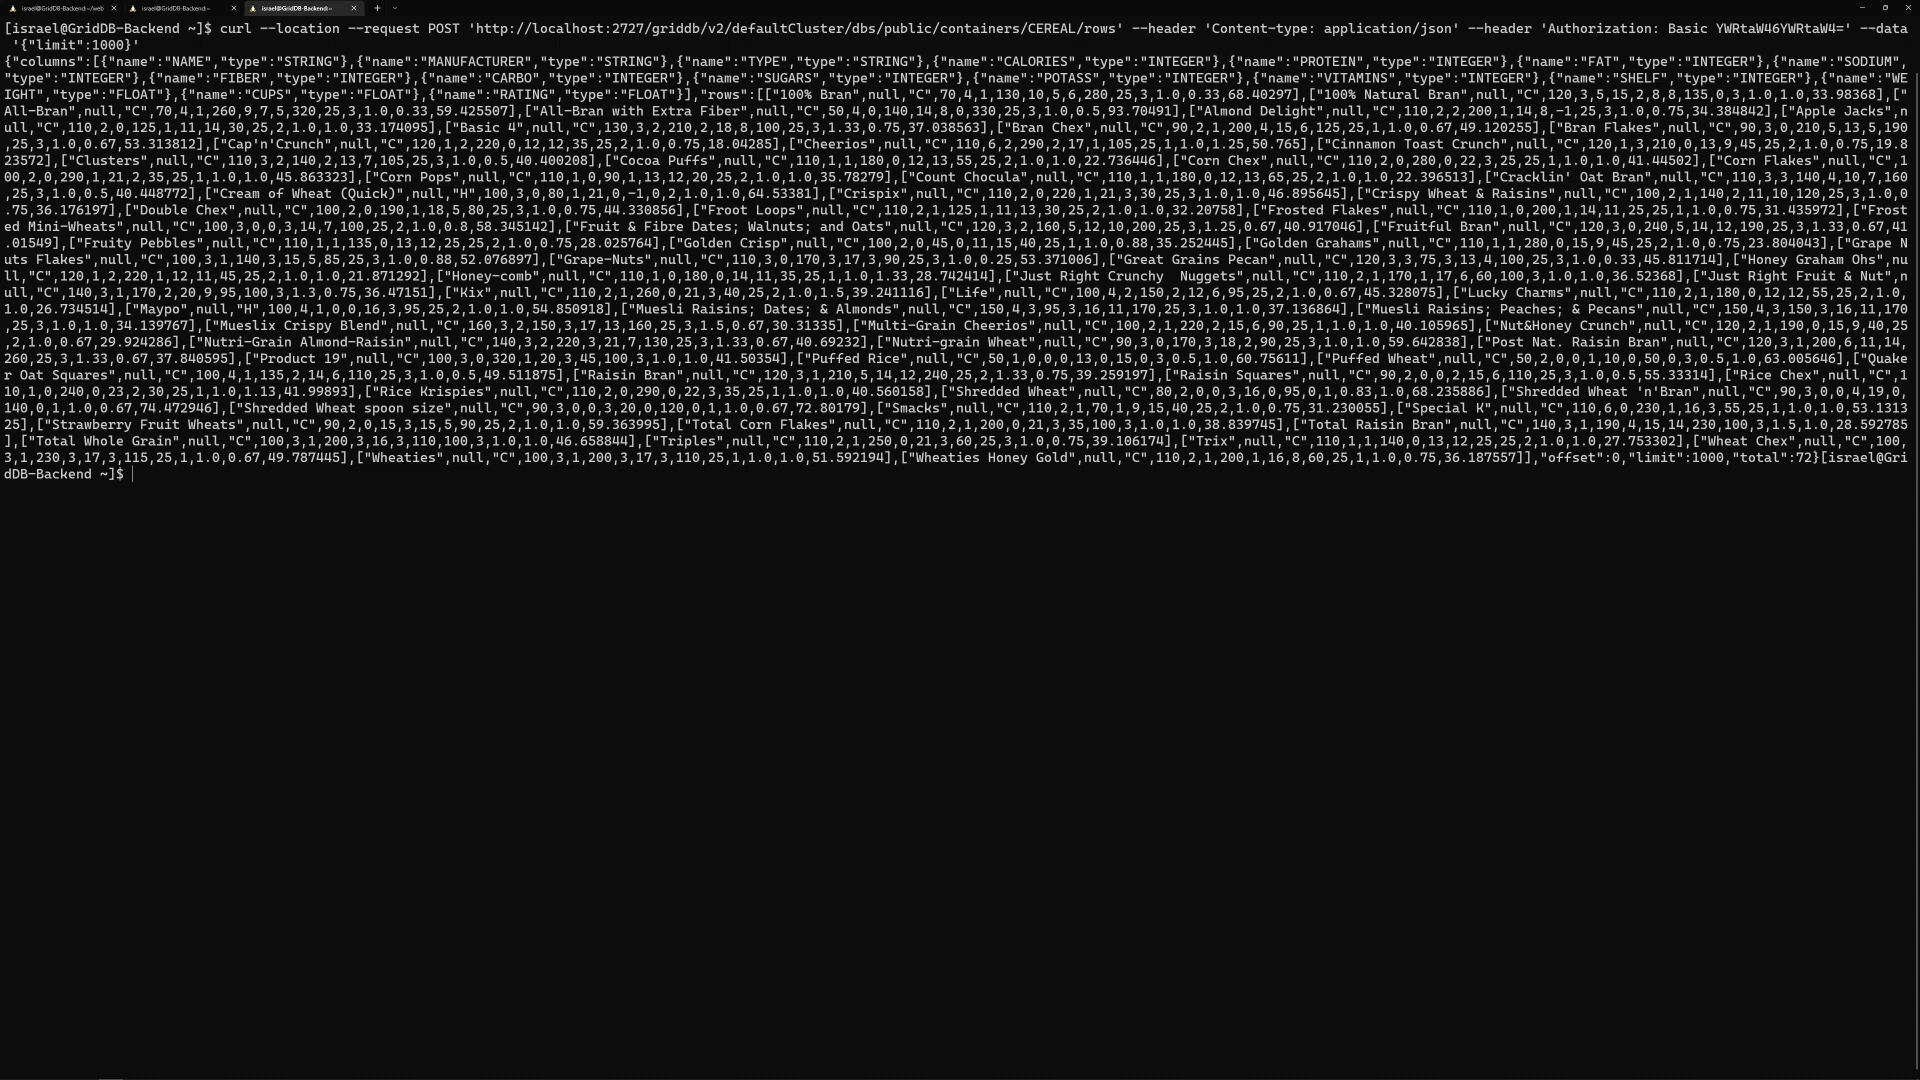 israel@GridDB-Backend:~/web
israel@GridDB-Backend:~
israel@GridDB-Backend:~
[israel@GridDB-Backend ~]$ curl --location --request POST 'http://localhost:2727/griddb/v2/defaultCluster/dbs/public/containers/CEREAL/rows' --header 'Content-type: application/json' --header 'Authorization: Basic YWRtaW46YWRtaW4=' --data
'{"limit":1000}'
{"columns":[{"name":"NAME","type":"STRING"},{"name":"MANUFACTURER","type":"STRING"},{"name":"TYPE","type":"STRING"},{"name":"CALORIES","type":"INTEGER"},{"name":"PROTEIN","type":"INTEGER"},{"name":"FAT","type":"INTEGER"},{"name":"SODIUM",
"type":"INTEGER"},{"name":"FIBER","type":"INTEGER"},{"name":"CARBO","type":"INTEGER"},{"name":"SUGARS","type":"INTEGER"},{"name":"POTASS","type":"INTEGER"},{"name":"VITAMINS","type":"INTEGER"},{"name":"SHELF","type":"INTEGER"},{"name":"WE
IGHT","type":"FLOAT"},{"name":"CUPS","type":"FLOAT"},{"name":"RATING","type":"FLOAT"}],"rows":[["100% Bran",null,"C",70,4,1,130,10,5,6,280,25,3,1.0,0.33,68.40297],["100% Natural Bran",null,"C",120,3,5,15,2,8,8,135,0,3,1.0,1.0,33.98368],["
All-Bran",null,"C",70,4,1,260,9,7,5,320,25,3,1.0,0.33,59.425507],["All-Bran with Extra Fiber",null,"C",50,4,0,140,14,8,0,330,25,3,1.0,0.5,93.70491],["Almond Delight",null,"C",110,2,2,200,1,14,8,-1,25,3,1.0,0.75,34.384842],["Apple Jacks",n
ull,"C",110,2,0,125,1,11,14,30,25,2,1.0,1.0,33.174095],["Basic 4",null,"C",130,3,2,210,2,18,8,100,25,3,1.33,0.75,37.038563],["Bran Chex",null,"C",90,2,1,200,4,15,6,125,25,1,1.0,0.67,49.120255],["Bran Flakes",null,"C",90,3,0,210,5,13,5,190
,25,3,1.0,0.67,53.313812],["Cap'n'Crunch",null,"C",120,1,2,220,0,12,12,35,25,2,1.0,0.75,18.04285],["Cheerios",null,"C",110,6,2,290,2,17,1,105,25,1,1.0,1.25,50.765],["Cinnamon Toast Crunch",null,"C",120,1,3,210,0,13,9,45,25,2,1.0,0.75,19.8
23572],["Clusters",null,"C",110,3,2,140,2,13,7,105,25,3,1.0,0.5,40.400208],["Cocoa Puffs",null,"C",110,1,1,180,0,12,13,55,25,2,1.0,1.0,22.736446],["Corn Chex",null,"C",110,2,0,280,0,22,3,25,25,1,1.0,1.0,41.44502],["Corn Flakes",null,"C",1
00,2,0,290,1,21,2,35,25,1,1.0,1.0,45.863323],["Corn Pops",null,"C",110,1,0,90,1,13,12,20,25,2,1.0,1.0,35.78279],["Count Chocula",null,"C",110,1,1,180,0,12,13,65,25,2,1.0,1.0,22.396513],["Cracklin' Oat Bran",null,"C",110,3,3,140,4,10,7,160
,25,3,1.0,0.5,40.448772],["Cream of Wheat (Quick)",null,"H",100,3,0,80,1,21,0,-1,0,2,1.0,1.0,64.53381],["Crispix",null,"C",110,2,0,220,1,21,3,30,25,3,1.0,1.0,46.895645],["Crispy Wheat & Raisins",null,"C",100,2,1,140,2,11,10,120,25,3,1.0,0
.75,36.176197],["Double Chex",null,"C",100,2,0,190,1,18,5,80,25,3,1.0,0.75,44.330856],["Froot Loops",null,"C",110,2,1,125,1,11,13,30,25,2,1.0,1.0,32.20758],["Frosted Flakes",null,"C",110,1,0,200,1,14,11,25,25,1,1.0,0.75,31.435972],["Frost
ed Mini-Wheats",null,"C",100,3,0,0,3,14,7,100,25,2,1.0,0.8,58.345142],["Fruit & Fibre Dates; Walnuts; and Oats",null,"C",120,3,2,160,5,12,10,200,25,3,1.25,0.67,40.917046],["Fruitful Bran",null,"C",120,3,0,240,5,14,12,190,25,3,1.33,0.67,41
.01549],["Fruity Pebbles",null,"C",110,1,1,135,0,13,12,25,25,2,1.0,0.75,28.025764],["Golden Crisp",null,"C",100,2,0,45,0,11,15,40,25,1,1.0,0.88,35.252445],["Golden Grahams",null,"C",110,1,1,280,0,15,9,45,25,2,1.0,0.75,23.804043],["Grape N
uts Flakes",null,"C",100,3,1,140,3,15,5,85,25,3,1.0,0.88,52.076897],["Grape-Nuts",null,"C",110,3,0,170,3,17,3,90,25,3,1.0,0.25,53.371006],["Great Grains Pecan",null,"C",120,3,3,75,3,13,4,100,25,3,1.0,0.33,45.811714],["Honey Graham Ohs",nu
ll,"C",120,1,2,220,1,12,11,45,25,2,1.0,1.0,21.871292],["Honey-comb",null,"C",110,1,0,180,0,14,11,35,25,1,1.0,1.33,28.742414],["Just Right Crunchy  Nuggets",null,"C",110,2,1,170,1,17,6,60,100,3,1.0,1.0,36.52368],["Just Right Fruit & Nut",n
ull,"C",140,3,1,170,2,20,9,95,100,3,1.3,0.75,36.47151],["Kix",null,"C",110,2,1,260,0,21,3,40,25,2,1.0,1.5,39.241116],["Life",null,"C",100,4,2,150,2,12,6,95,25,2,1.0,0.67,45.328075],["Lucky Charms",null,"C",110,2,1,180,0,12,12,55,25,2,1.0,
1.0,26.734514],["Maypo",null,"H",100,4,1,0,0,16,3,95,25,2,1.0,1.0,54.850918],["Muesli Raisins; Dates; & Almonds",null,"C",150,4,3,95,3,16,11,170,25,3,1.0,1.0,37.136864],["Muesli Raisins; Peaches; & Pecans",null,"C",150,4,3,150,3,16,11,170
,25,3,1.0,1.0,34.139767],["Mueslix Crispy Blend",null,"C",160,3,2,150,3,17,13,160,25,3,1.5,0.67,30.31335],["Multi-Grain Cheerios",null,"C",100,2,1,220,2,15,6,90,25,1,1.0,1.0,40.105965],["Nut&Honey Crunch",null,"C",120,2,1,190,0,15,9,40,25
,2,1.0,0.67,29.924286],["Nutri-Grain Almond-Raisin",null,"C",140,3,2,220,3,21,7,130,25,3,1.33,0.67,40.69232],["Nutri-grain Wheat",null,"C",90,3,0,170,3,18,2,90,25,3,1.0,1.0,59.642838],["Post Nat. Raisin Bran",null,"C",120,3,1,200,6,11,14,
260,25,3,1.33,0.67,37.840595],["Product 19",null,"C",100,3,0,320,1,20,3,45,100,3,1.0,1.0,41.50354],["Puffed Rice",null,"C",50,1,0,0,0,13,0,15,0,3,0.5,1.0,60.75611],["Puffed Wheat",null,"C",50,2,0,0,1,10,0,50,0,3,0.5,1.0,63.005646],["Quake
r Oat Squares",null,"C",100,4,1,135,2,14,6,110,25,3,1.0,0.5,49.511875],["Raisin Bran",null,"C",120,3,1,210,5,14,12,240,25,2,1.33,0.75,39.259197],["Raisin Squares",null,"C",90,2,0,0,2,15,6,110,25,3,1.0,0.5,55.33314],["Rice Chex",null,"C",1
10,1,0,240,0,23,2,30,25,1,1.0,1.13,41.99893],["Rice Krispies",null,"C",110,2,0,290,0,22,3,35,25,1,1.0,1.0,40.560158],["Shredded Wheat",null,"C",80,2,0,0,3,16,0,95,0,1,0.83,1.0,68.235886],["Shredded Wheat 'n'Bran",null,"C",90,3,0,0,4,19,0,
140,0,1,1.0,0.67,74.472946],["Shredded Wheat spoon size",null,"C",90,3,0,0,3,20,0,120,0,1,1.0,0.67,72.80179],["Smacks",null,"C",110,2,1,70,1,9,15,40,25,2,1.0,0.75,31.230055],["Special K",null,"C",110,6,0,230,1,16,3,55,25,1,1.0,1.0,53.1313
25],["Strawberry Fruit Wheats",null,"C",90,2,0,15,3,15,5,90,25,2,1.0,1.0,59.363995],["Total Corn Flakes",null,"C",110,2,1,200,0,21,3,35,100,3,1.0,1.0,38.839745],["Total Raisin Bran",null,"C",140,3,1,190,4,15,14,230,100,3,1.5,1.0,28.592785
],["Total Whole Grain",null,"C",100,3,1,200,3,16,3,110,100,3,1.0,1.0,46.658844],["Triples",null,"C",110,2,1,250,0,21,3,60,25,3,1.0,0.75,39.106174],["Trix",null,"C",110,1,1,140,0,13,12,25,25,2,1.0,1.0,27.753302],["Wheat Chex",null,"C",100,
3,1,230,3,17,3,115,25,1,1.0,0.67,49.787445],["Wheaties",null,"C",100,3,1,200,3,17,3,110,25,1,1.0,1.0,51.592194],["Wheaties Honey Gold",null,"C",110,2,1,200,1,16,8,60,25,1,1.0,0.75,36.187557]],"offset":0,"limit":1000,"total":72}[israel@Gri
dDB-Backend ~]$